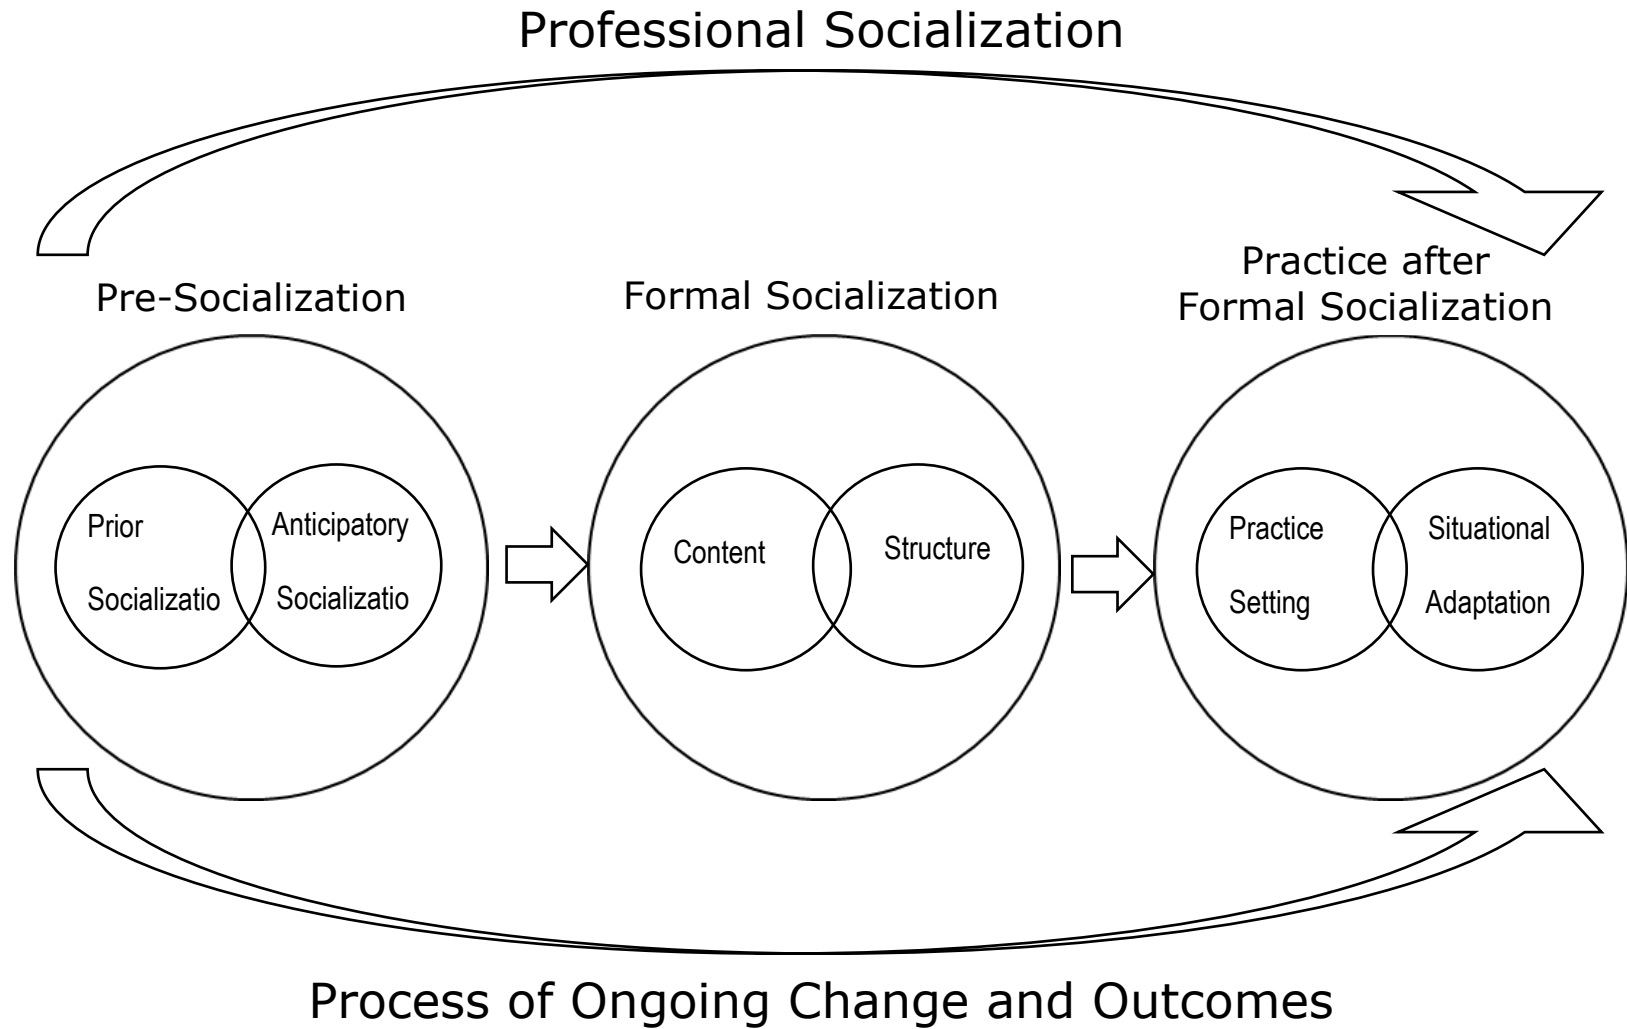 Professional Socialization
Pre-Socialization
Formal Socialization
Practice after
Formal Socialization
Prior
Socializatio
Anticipatory
Socializatio
Content
Structure
Practice
Setting
Situational
Adaptation
Process of Ongoing Change and Outcomes